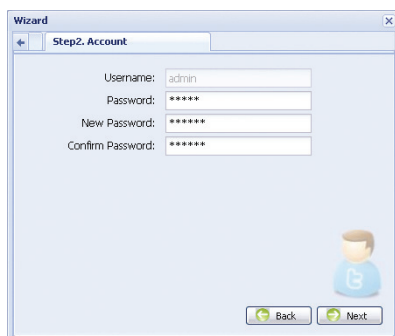 Wizard
Step2. Account
Username: admin
Password: *****
New Password: ******
Confirm Password: ******
Back Next